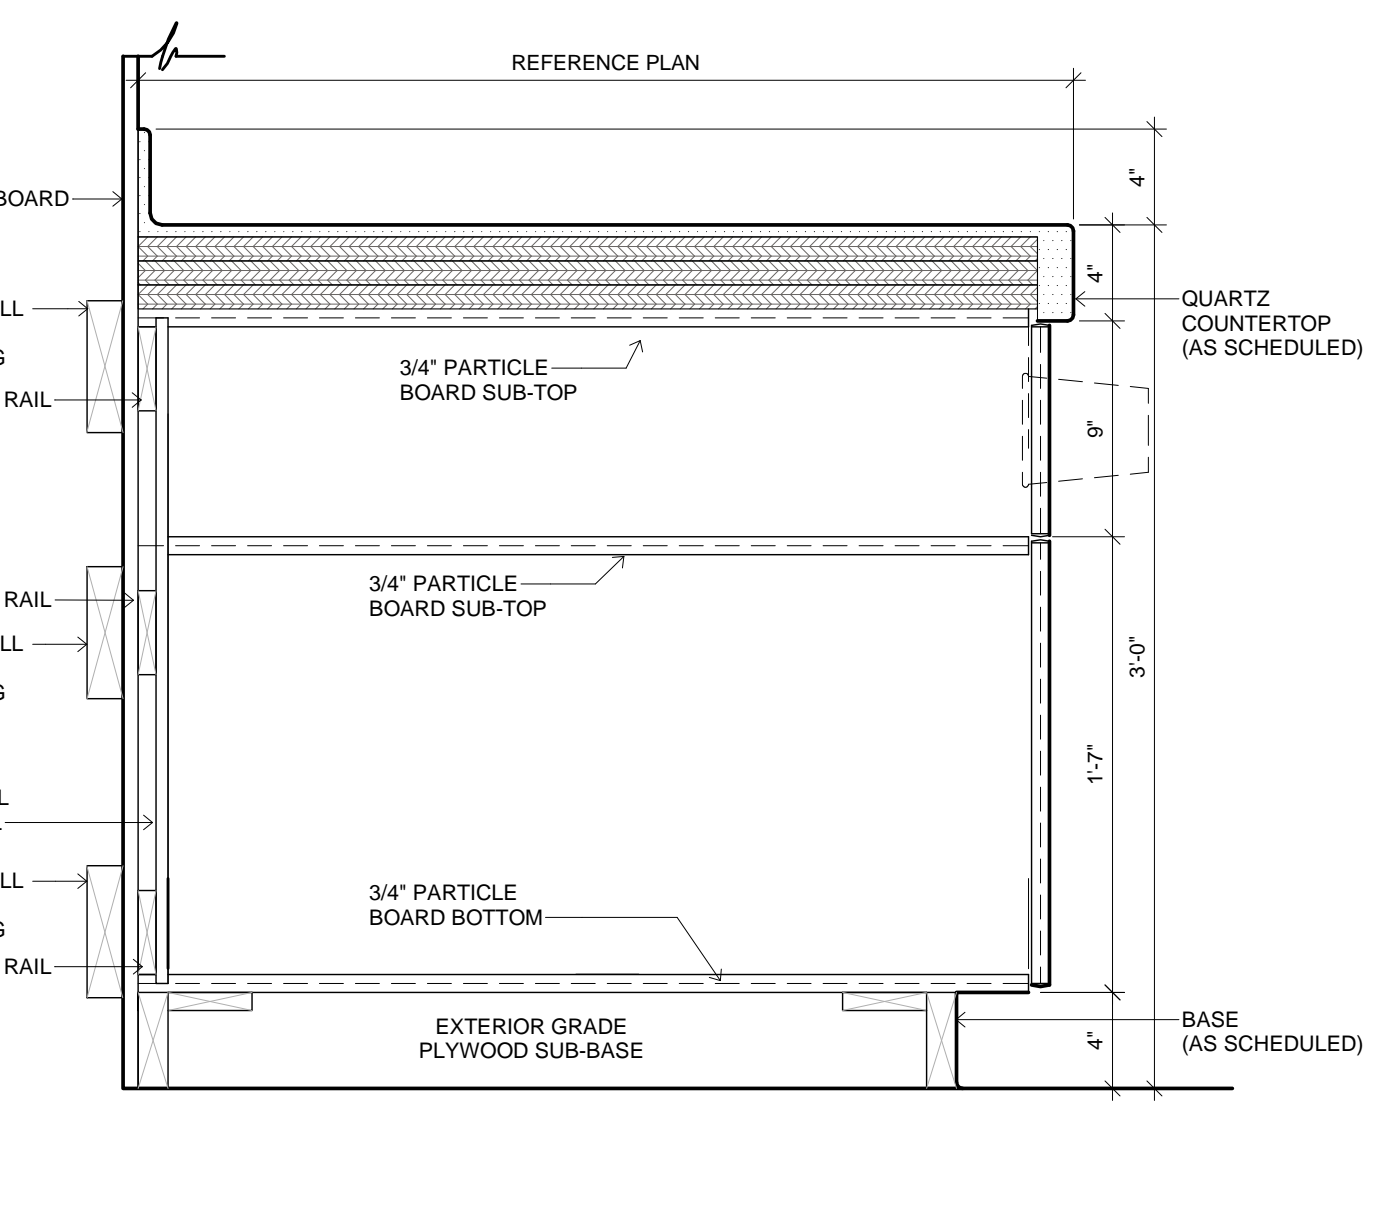 REFERENCE PLAN
4"
BOARD
4"
LL
QUARTZ
COUNTERTOP
(AS SCHEDULED)
G
3/4" PARTICLE
BOARD SUB-TOP
RAIL
9"
3/4" PARTICLE
BOARD SUB-TOP
RAIL
LL
3'-0"
G
1'-7"
L
LL
3/4" PARTICLE
BOARD BOTTOM
G
RAIL
EXTERIOR GRADE
PLYWOOD SUB-BASE
BASE
(AS SCHEDULED)
4"